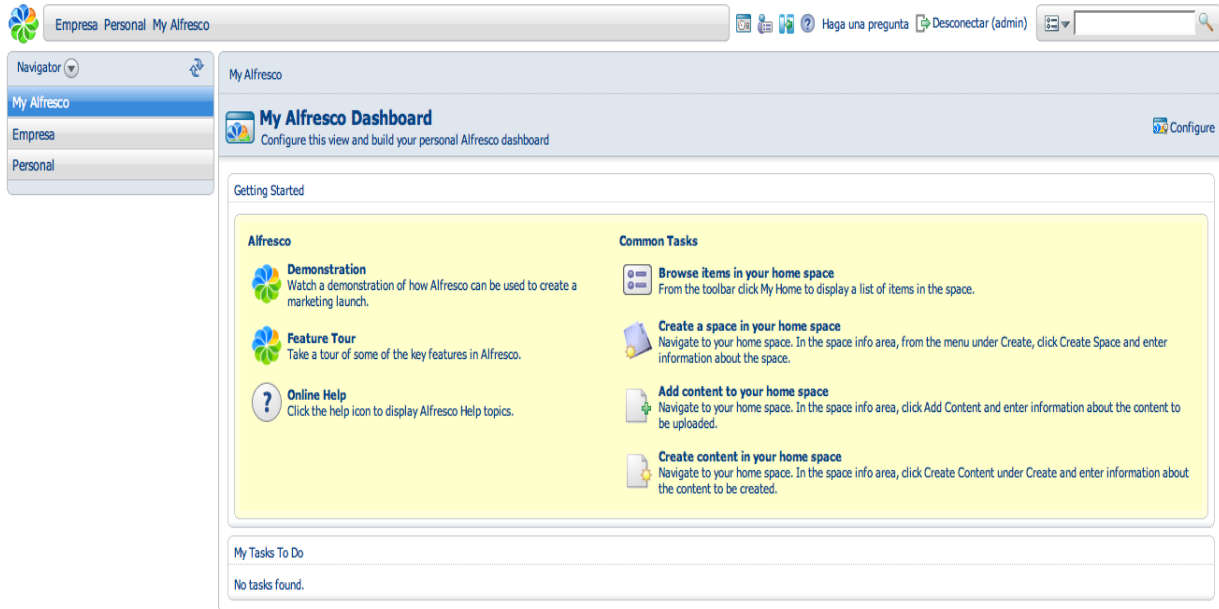 Empresa Personal My Alfresco
Haga una pregunta Desconectar (admin)
Navigator
My Alfresco
Empresa
Personal
My Alfresco
My Alfresco Dashboard
Configure this view and build your personal Alfresco dashboard
Configure
Getting Started
Alfresco
Demonstration
Watch a demonstration of how Alfresco can be used to create a
marketing launch.
Feature Tour
Take a tour of some of the key features in Alfresco.
Online Help
Click the help icon to display Alfresco Help topics.
Common Tasks
Browse items in your home space
From the toolbar click My Home to display a list of items in the space.
Create a space in your home space
Navigate to your home space. In the space info area, from the menu under Create, click Create Space and enter
information about the space.
Add content to your home space
Navigate to your home space. In the space info area, click Add Content and enter information about the content to
be uploaded.
Create content in your home space
Navigate to your home space. In the space info area, click Create Content under Create and enter information about
the content to be created.
My Tasks To Do
No tasks found.